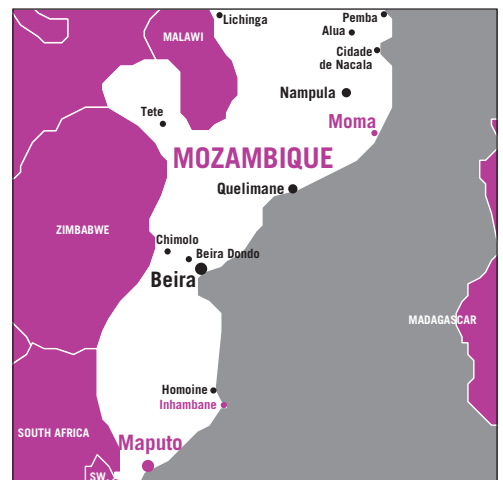 Lichinga
Pemba
Alua
MALAWI
Cidade
de Nacala
Nampula
Tete
Moma
MOZAMBIQUE
Quelimane
ZIMBABWE
Chimolo
Beira Dondo
Beira
MADAGASCAR
Homoine
Inhambane
SOUTH AFRICA
Maputo
SW.